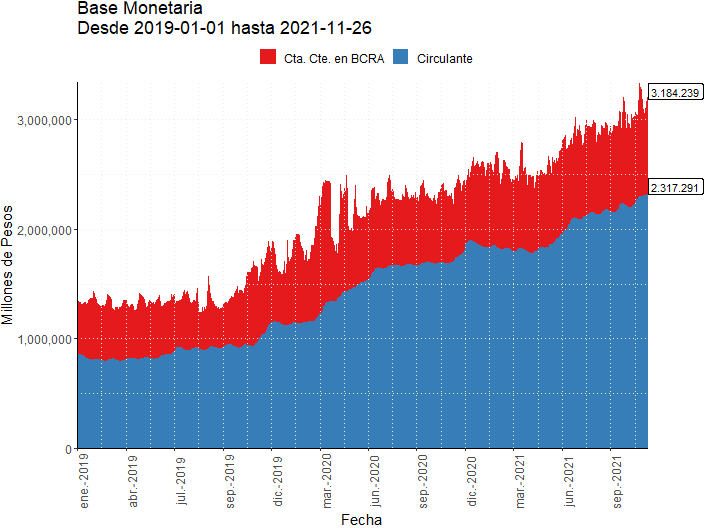 Base Monetaria
Desde 2019-01-01 hasta 2021-11-26
Cta. Cte. en BCRA
Circulante
3.184.239
3,000,000
2.317.291
2,000,000
Millones de Pesos
1,000,000
0
ene.-2019
abr.-2019
jul.-2019
sep.-2019
dic.-2019
mar.-2020
jun.-2020
sep.-2020
dic.-2020
mar.-2021
jun.-2021
sep.-2021
Fecha